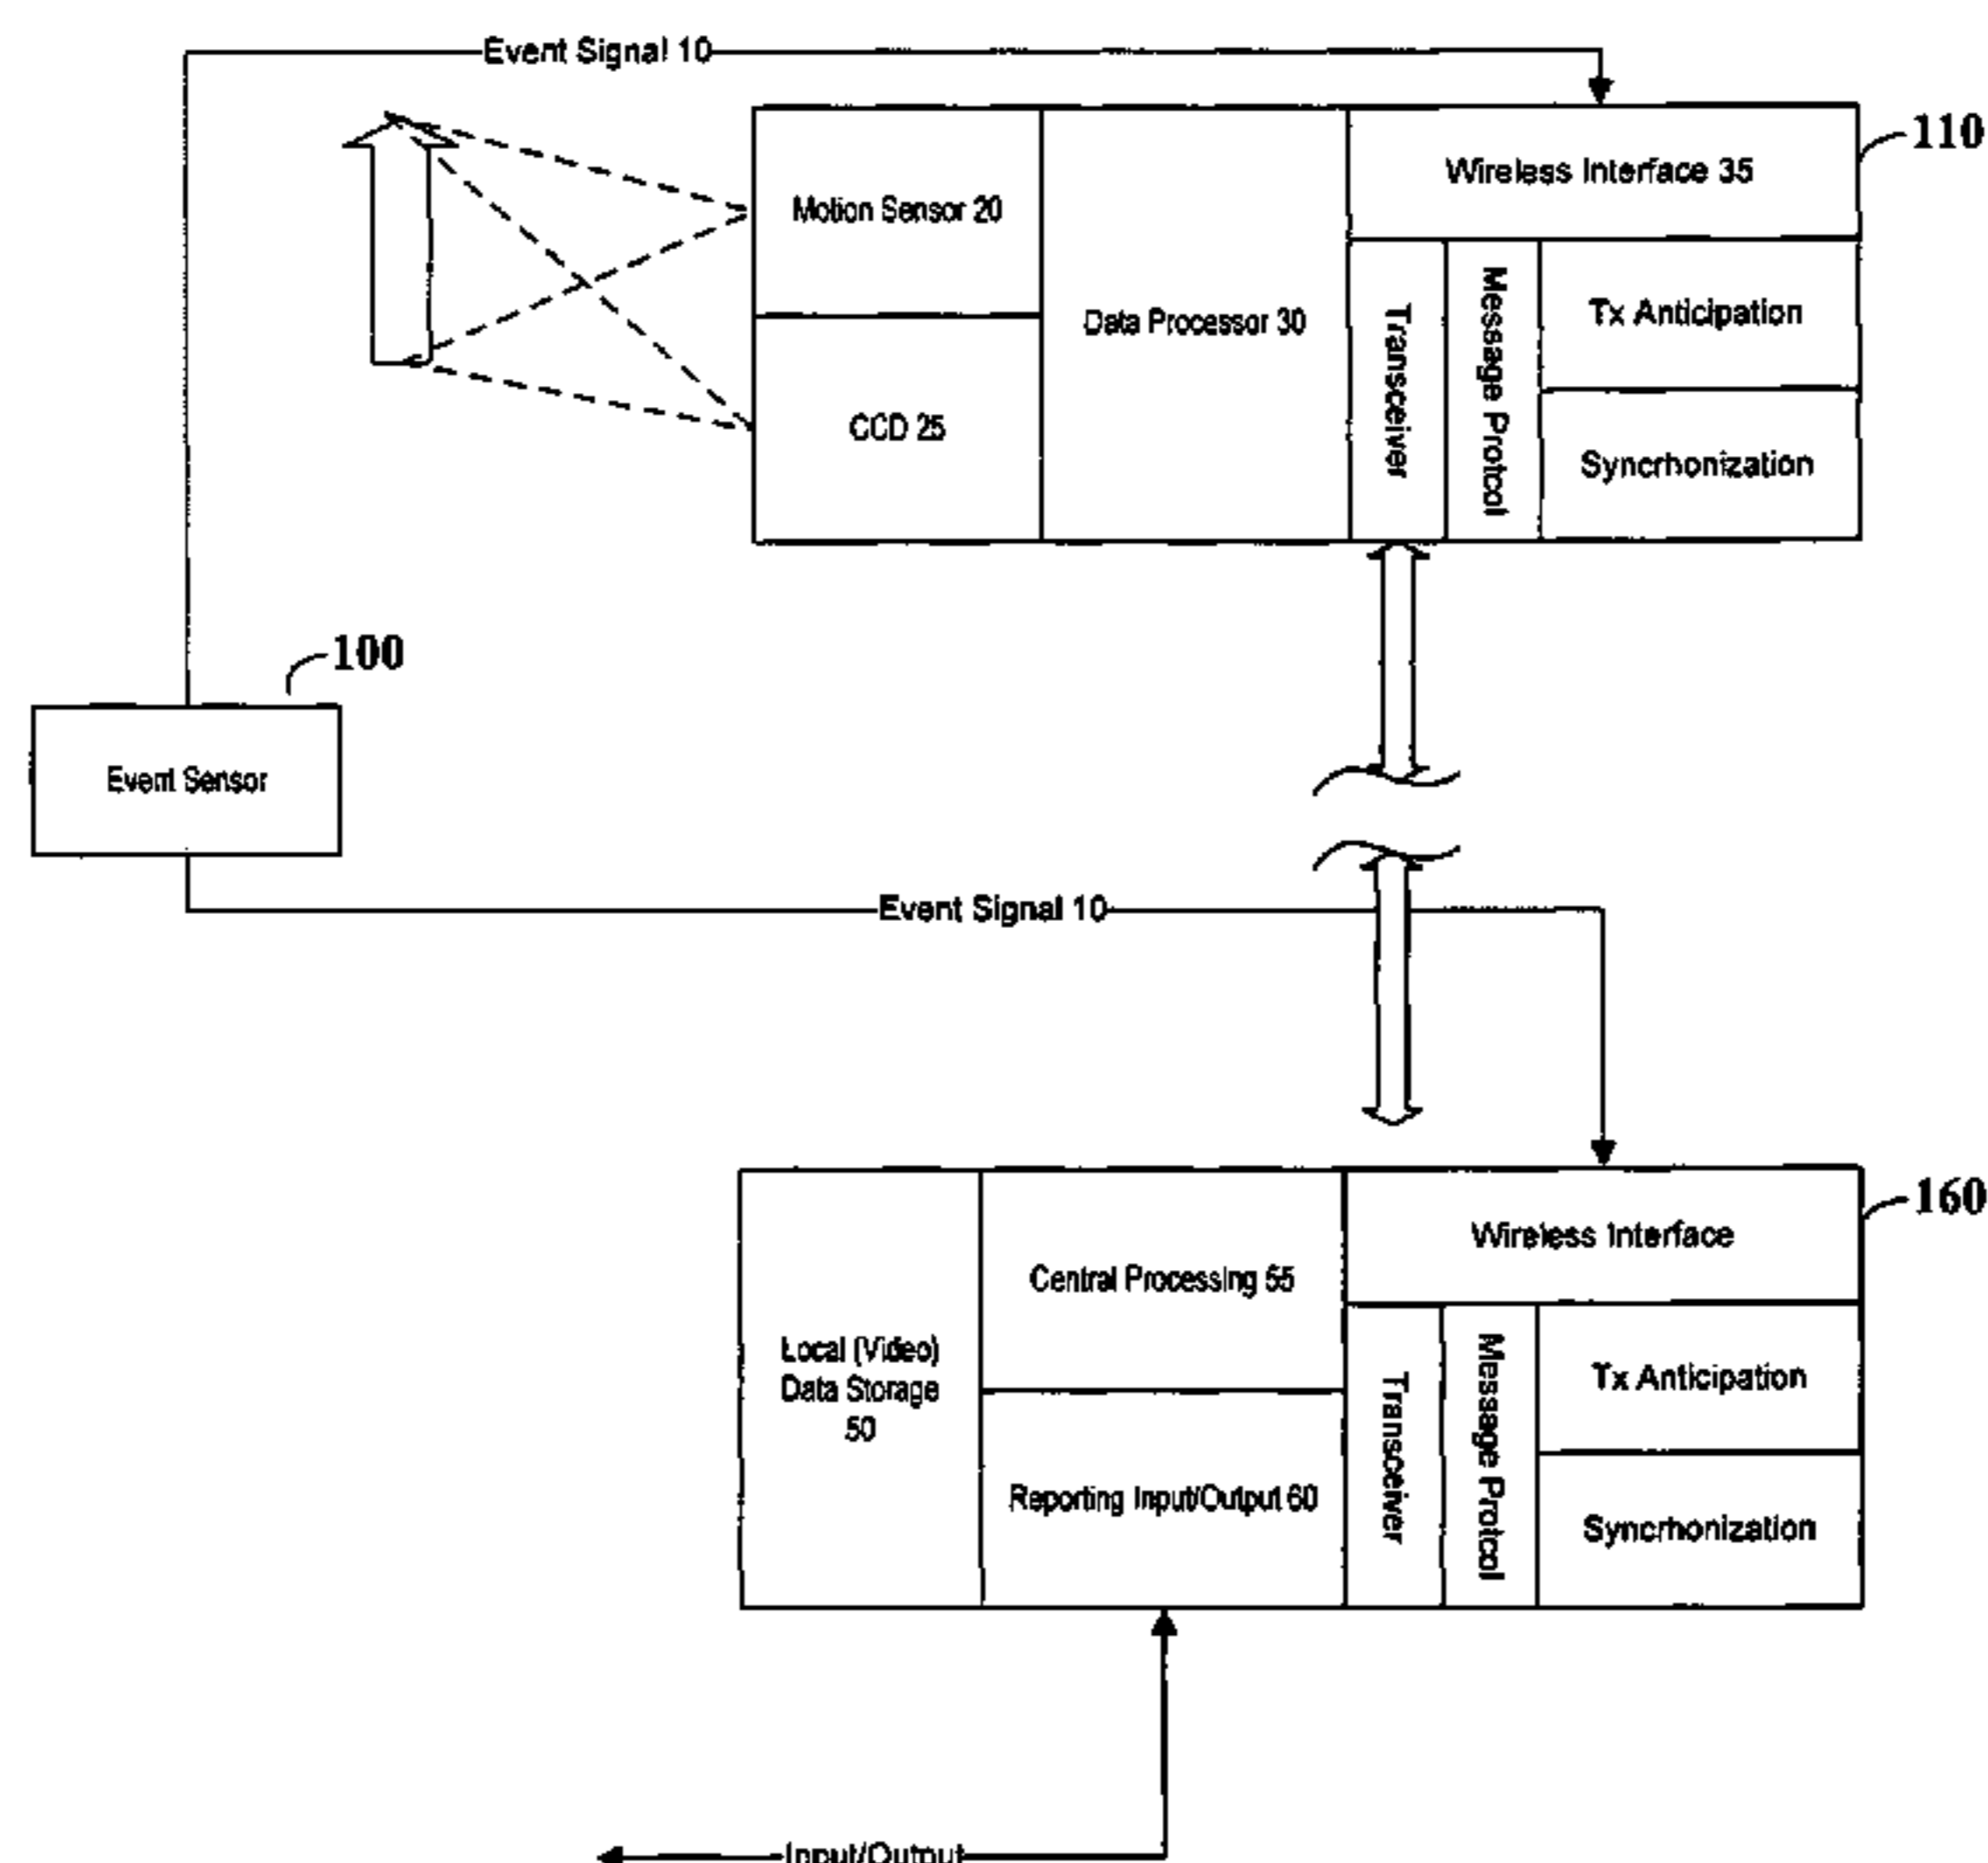 Event Signal 10
110
Wireless Interface 35
Motion Sensor 20
Data Processor 30
Transceiver
Message Protcol
Tx Anticipation
CCD 25
Syncrhonization
100
Event Sensor
Event Signal 10
160
Wireless Interface
Central Processing 55
Local (Video)
Data Storage
50
Transceiver
Message Protcol
Tx Anticipation
Reporting Input/Output 60
Syncrhonization
Input/Output